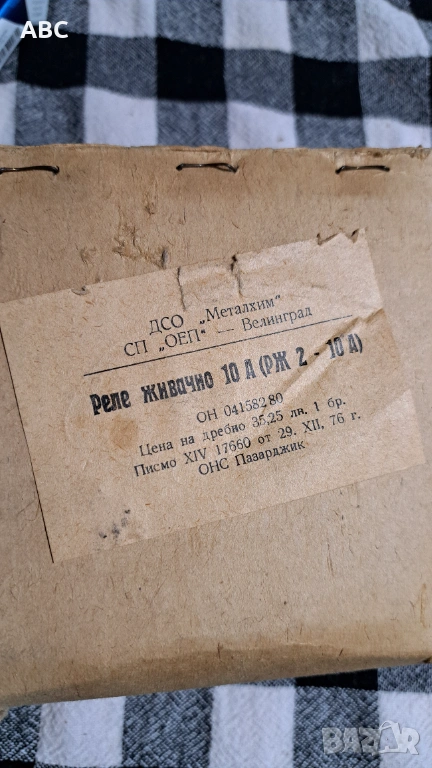 ABC
ДСО „Металхим“
СП „ОЕП“ — Велинград
Реле живачно 10 А (РЖ 2 - 10 А)
ОН 04158280
Цена на дребно 35,25 лв. 1 бр.
Писмо XIV 17660 от 29. XII, 76 г.
ОНС Пазарджик
BAZAR